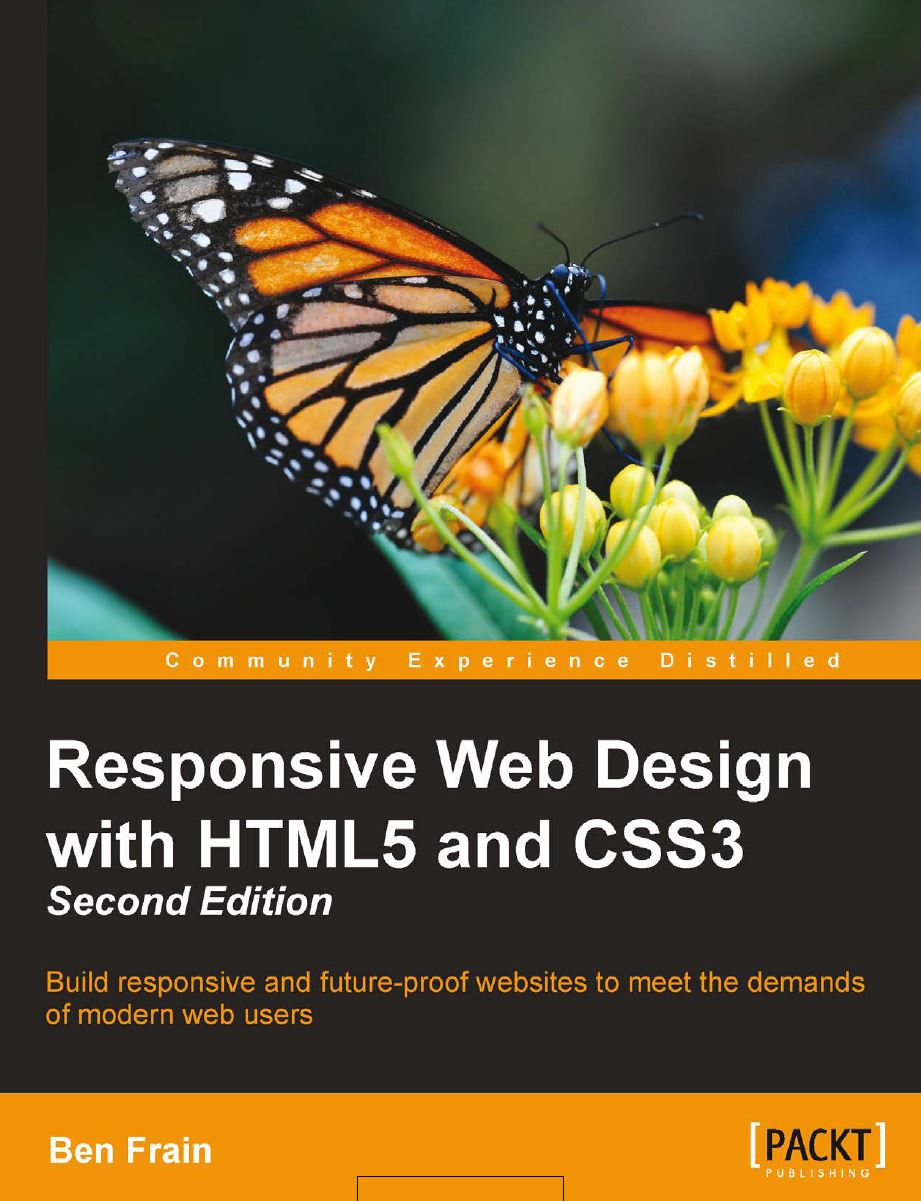 Community Experience Distilled
Responsive Web Design
with HTML5 and CSS3
Second Edition
Build responsive and future-proof websites to meet the demands
of modern web users
Ben Frain
[PACKT]
PUBLISHING